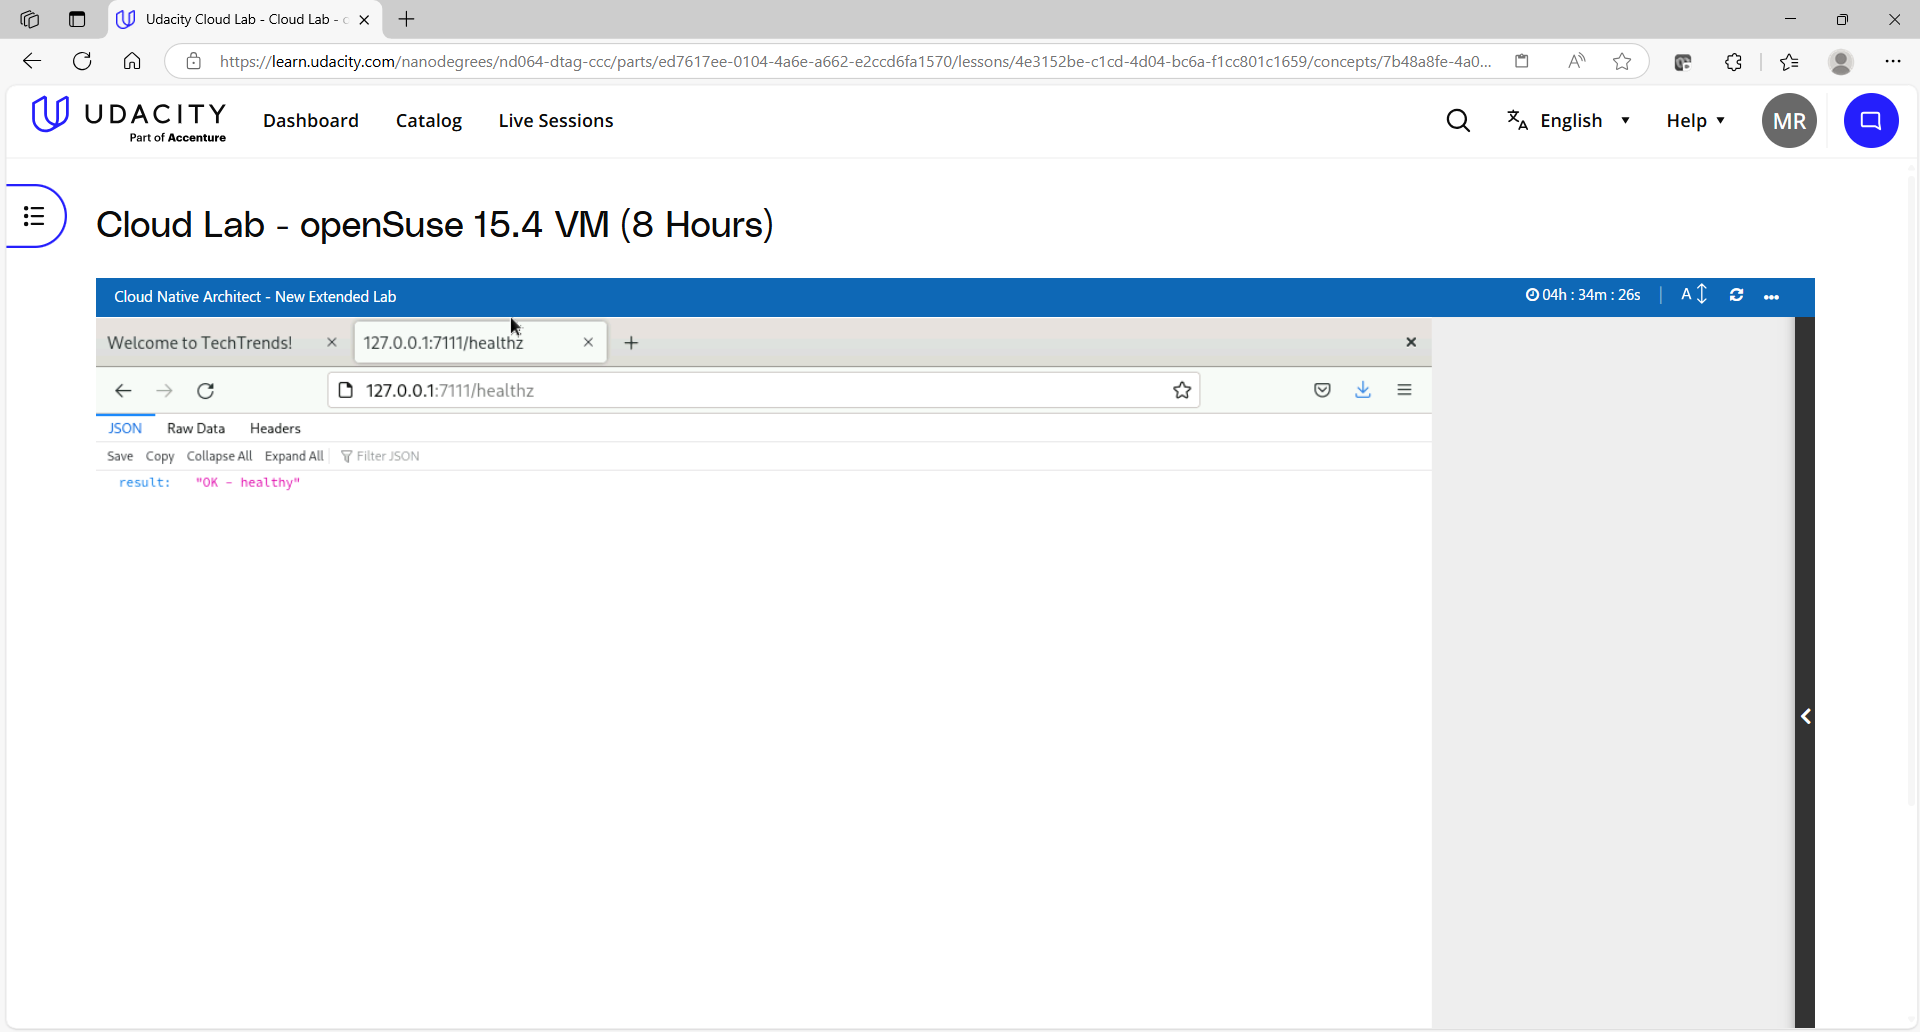 Udacity Cloud Lab - Cloud Lab -
https://learn.udacity.com/nanodegrees/nd064-dtag-ccc/parts/ed7617ee-0104-4a6e-a662-e2ccd6fa1570/lessons/4e3152be-c1cd-4d04-bc6a-f1cc801c1659/concepts/7b48a8fe-4a0...
UDACITY
Part of Accenture
Dashboard Catalog Live Sessions English Help MR
Cloud Lab - openSuse 15.4 VM (8 Hours)
Cloud Native Architect - New Extended Lab 04h : 34m : 26s A
Welcome to TechTrends! 127.0.0.1:7111/healthz
127.0.0.1:7111/healthz
JSON Raw Data Headers
Save Copy Collapse All Expand All Filter JSON
result: "OK - healthy"